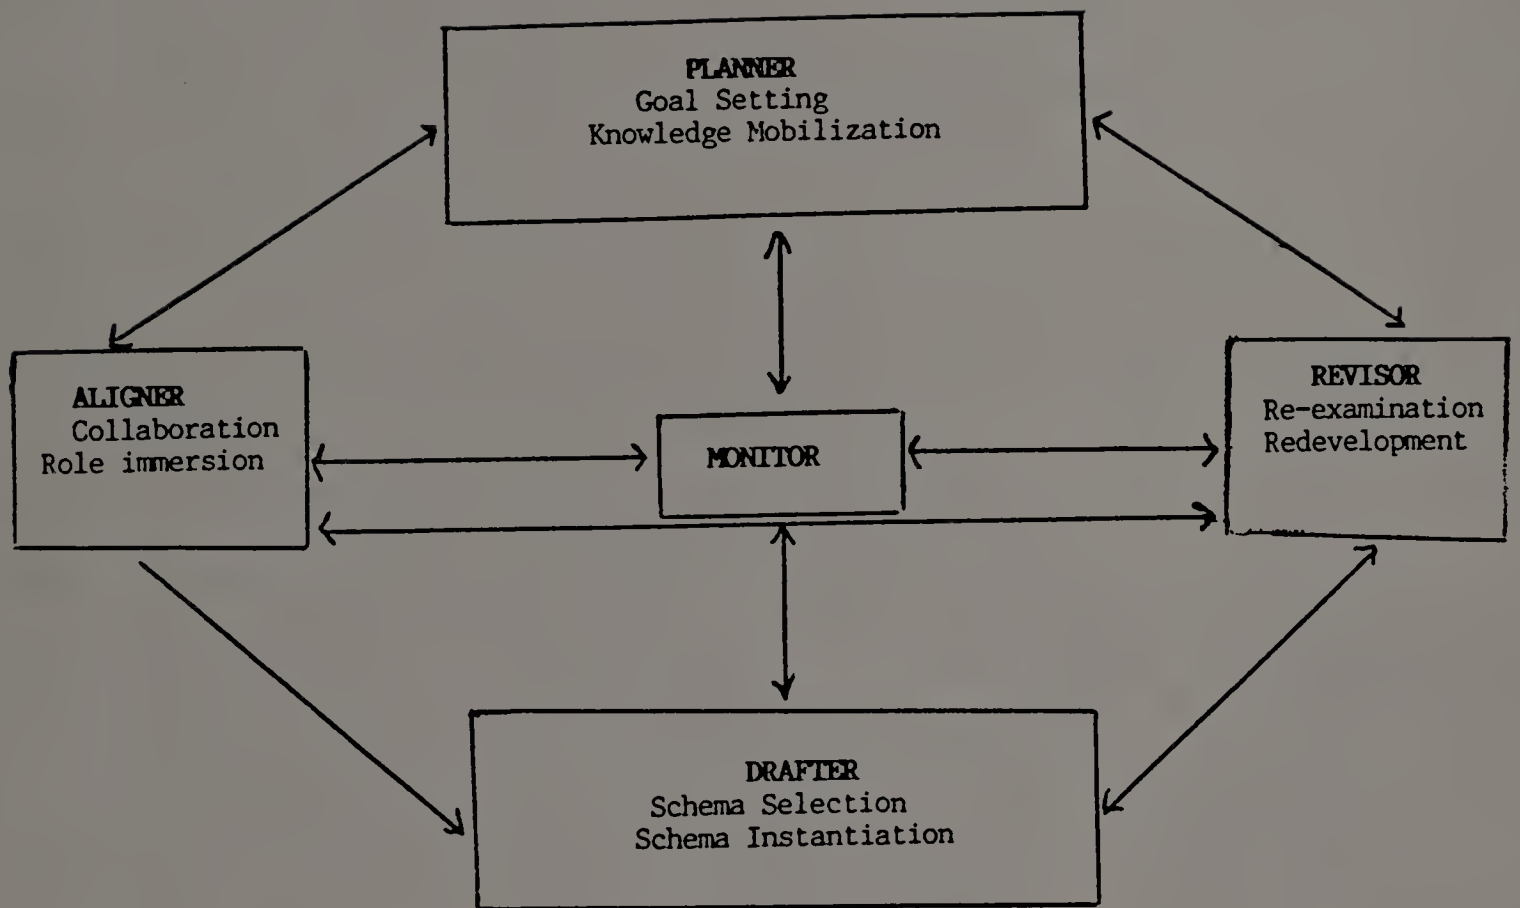 PLANNER
Goal Setting
Knowledge Mobilization
ALIGNER
Collaboration
Role immersion
MONITOR
REVISOR
Re-examination
Redevelopment
DRAFTER
Schema Selection
Schema Instantiation